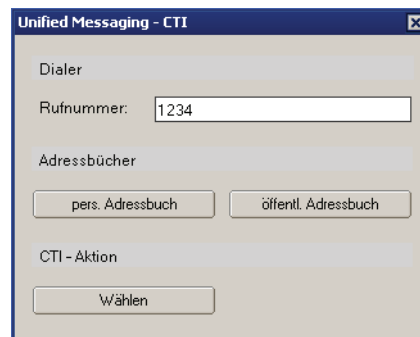 Unified Messaging - CTI
Dialer
Rufnummer: 1234
Adressbücher
pers. Adressbuch öffentl. Adressbuch
CTI - Aktion
Wählen